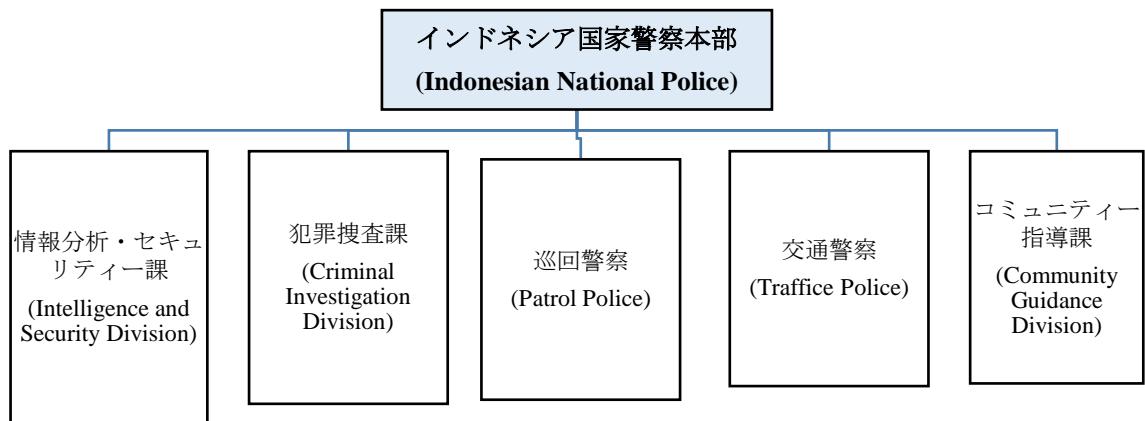 インドネシア国家警察本部
(Indonesian National Police)
情報分析・セキュ
リティー課
(Intelligence and
Security Division)
犯罪捜査課
(Criminal
Investigation
Division)
巡回警察
(Patrol Police)
交通警察
(Traffice Police)
コミュニティー
指導課
(Community
Guidance
Division)